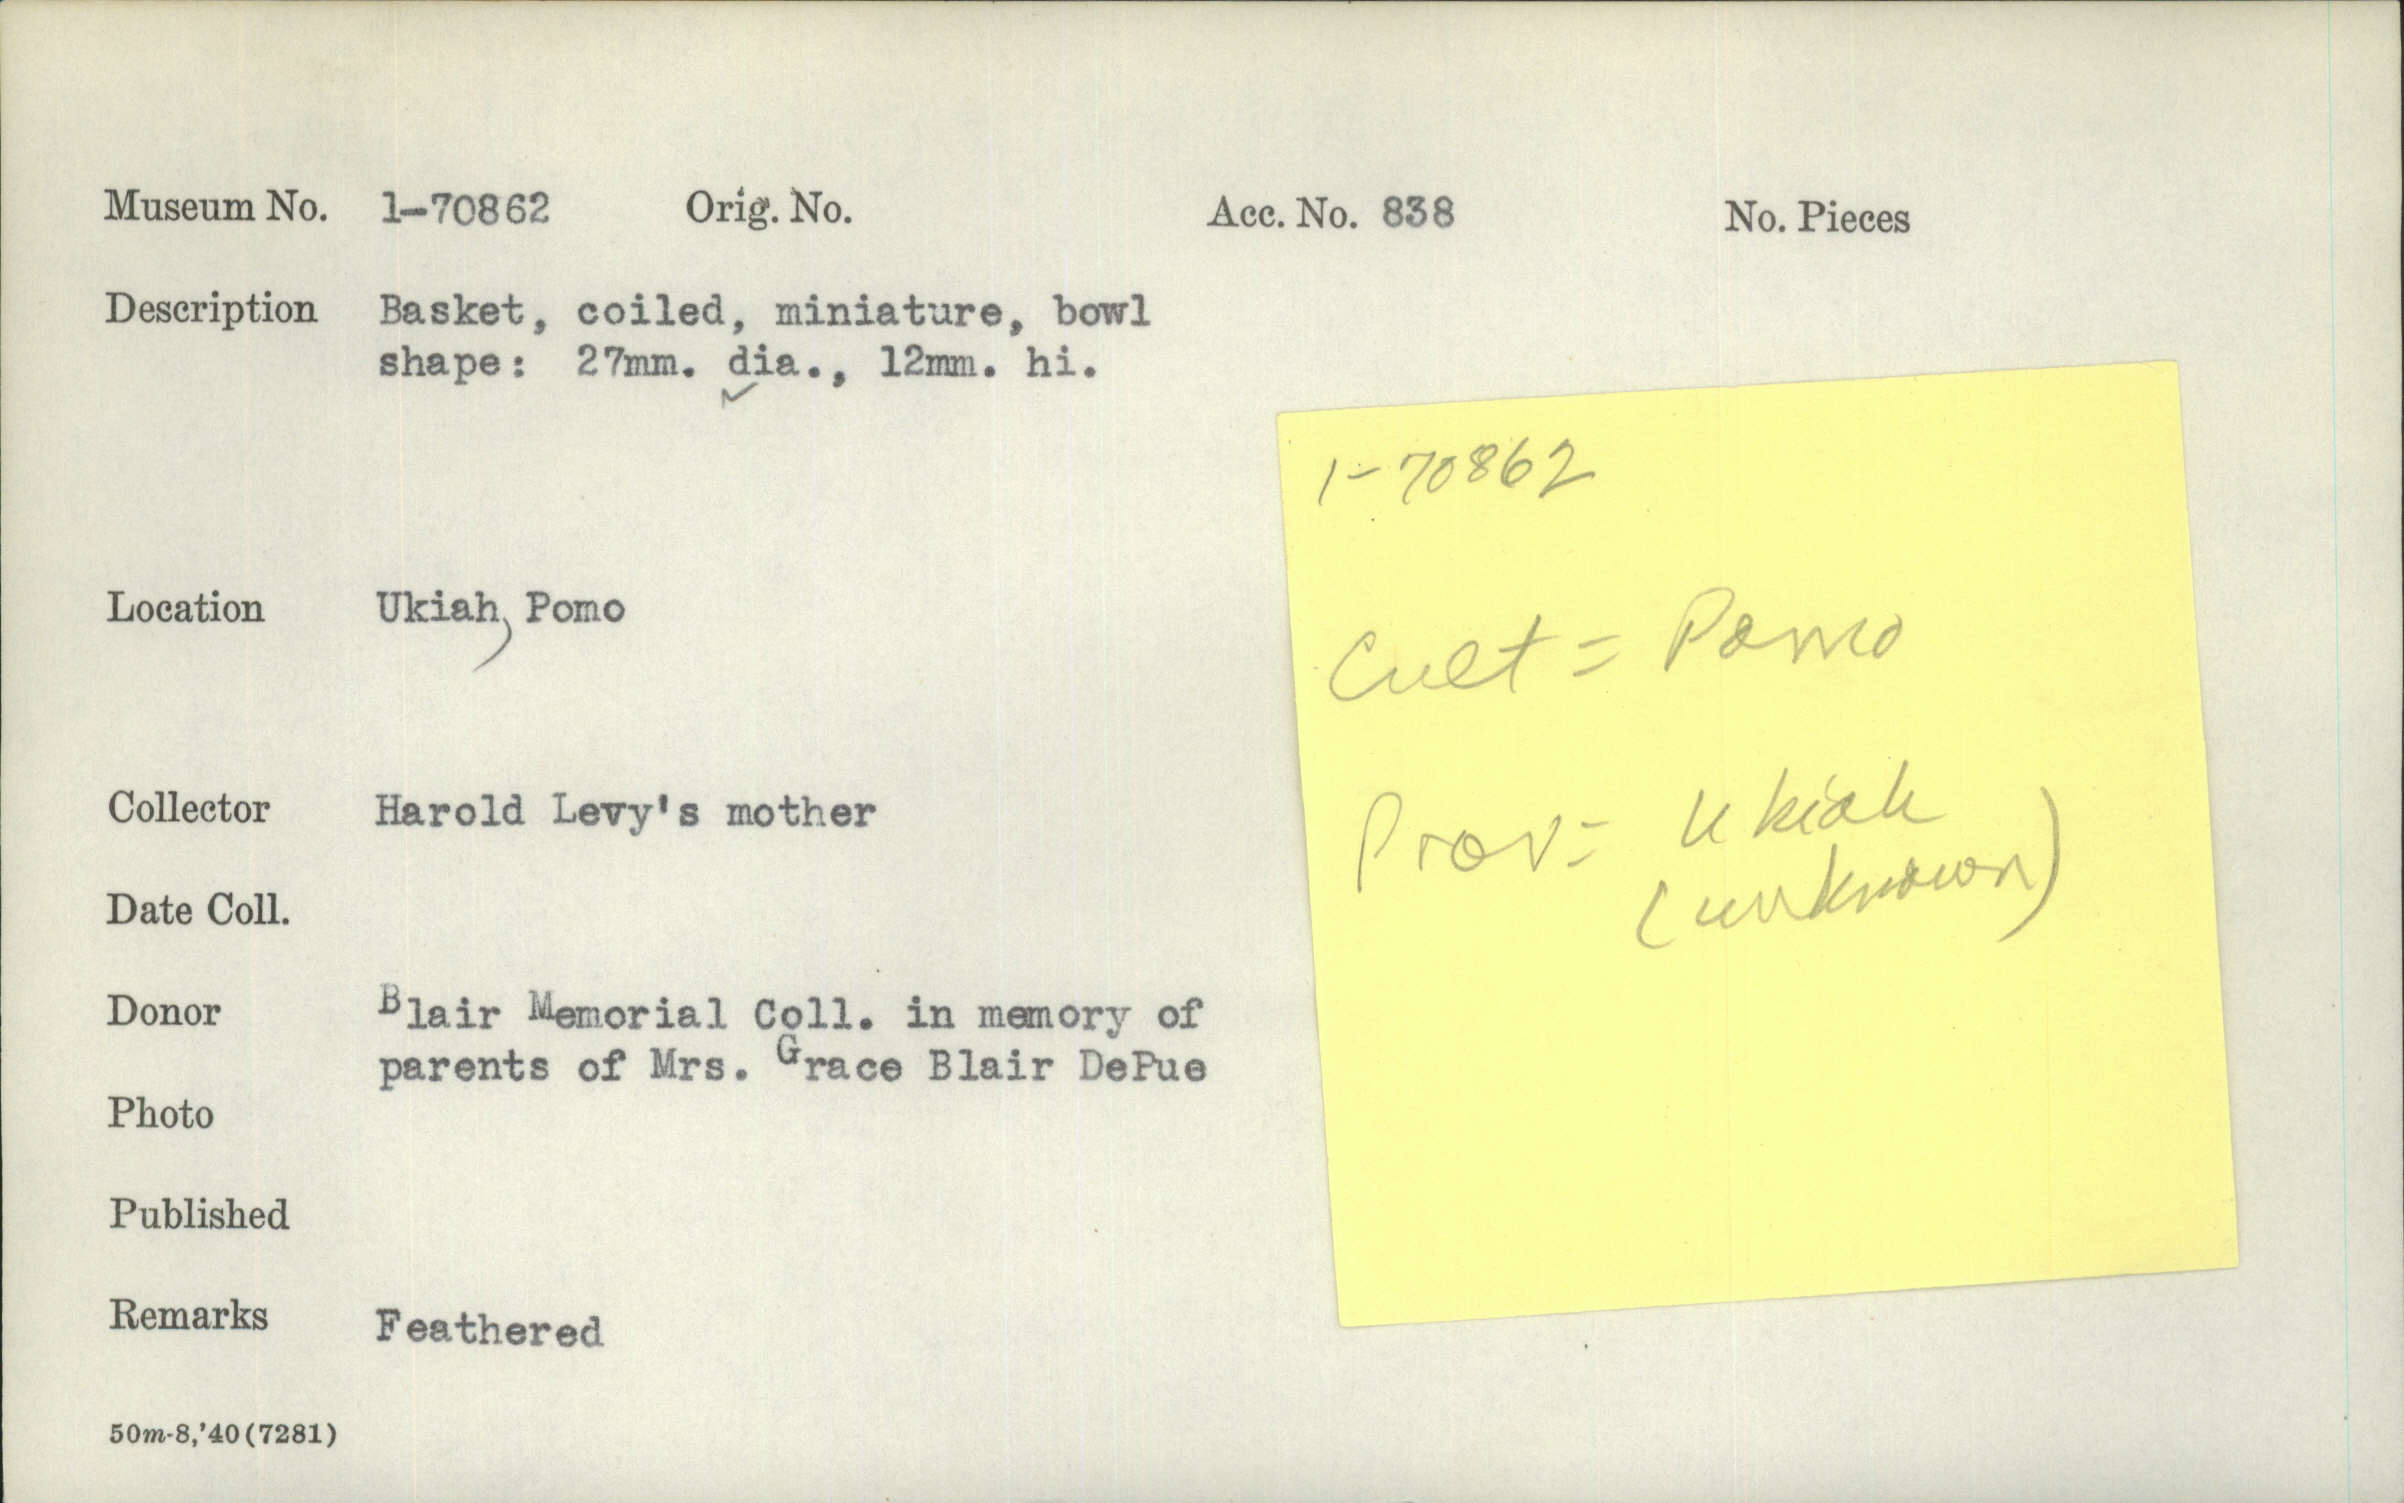 Museum No. 1-70862 Orig. No. Acc. No. 838 No. Pieces
Description Basket, coiled, miniature, bowl
shape: 27mm. dia., 12mm. hi.
Location Ukiah, Pomo
Collector Harold Levy's mother
Date Coll.
Donor Blair Memorial Coll. in memory of
parents of Mrs. Grace Blair DePue
Photo
Published
Remarks Feathered
50m-8,'40(7281)
1-70862
Cult = Pomo
Prov = Ukiah
(unknown)